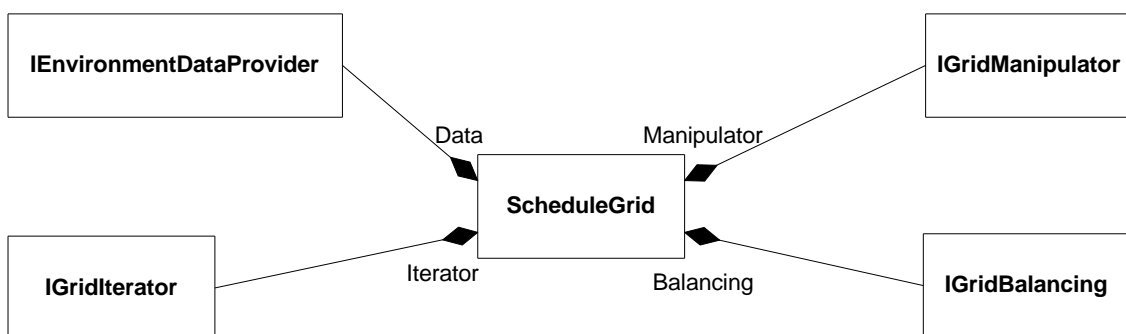 IEnvironmentDataProvider
IGridManipulator
Data
Manipulator
ScheduleGrid
Iterator
Balancing
IGridIterator
IGridBalancing